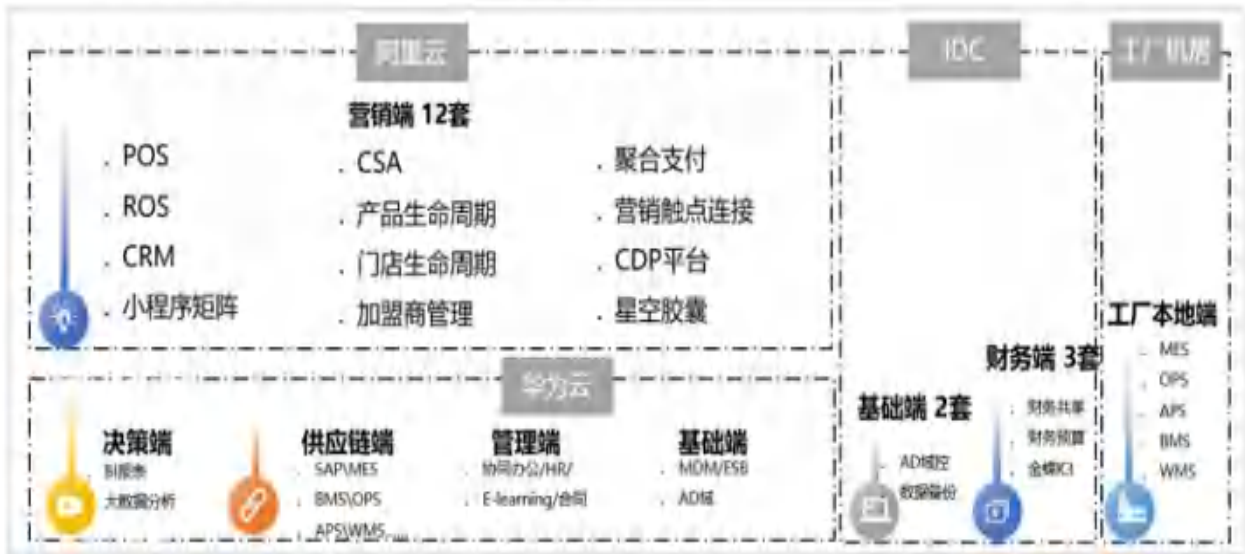 阿里云
营销端 12套
. POS
. ROS
. CRM
. 小程序矩阵
. CSA
. 产品生命周期
. 门店生命周期
. 加盟商管理
. 聚合支付
. 营销触点连接
. CDP平台
. 星空胶囊
华为云
决策端
. BI报表
. 大数据分析
供应链端
. SAP\MES
. BMS\OPS
. APS\WMS....
管理端
. 协同办公/HR/
. E-learning/合同
基础端
. MDM/ESB
. AD域
IDC
基础端 2套
. AD域控
. 数据备份
财务端 3套
. 财务共享
. 财务预算
. 金蝶K3
工厂机房
工厂本地端
. MES
. OPS
. APS
. BMS
. WMS